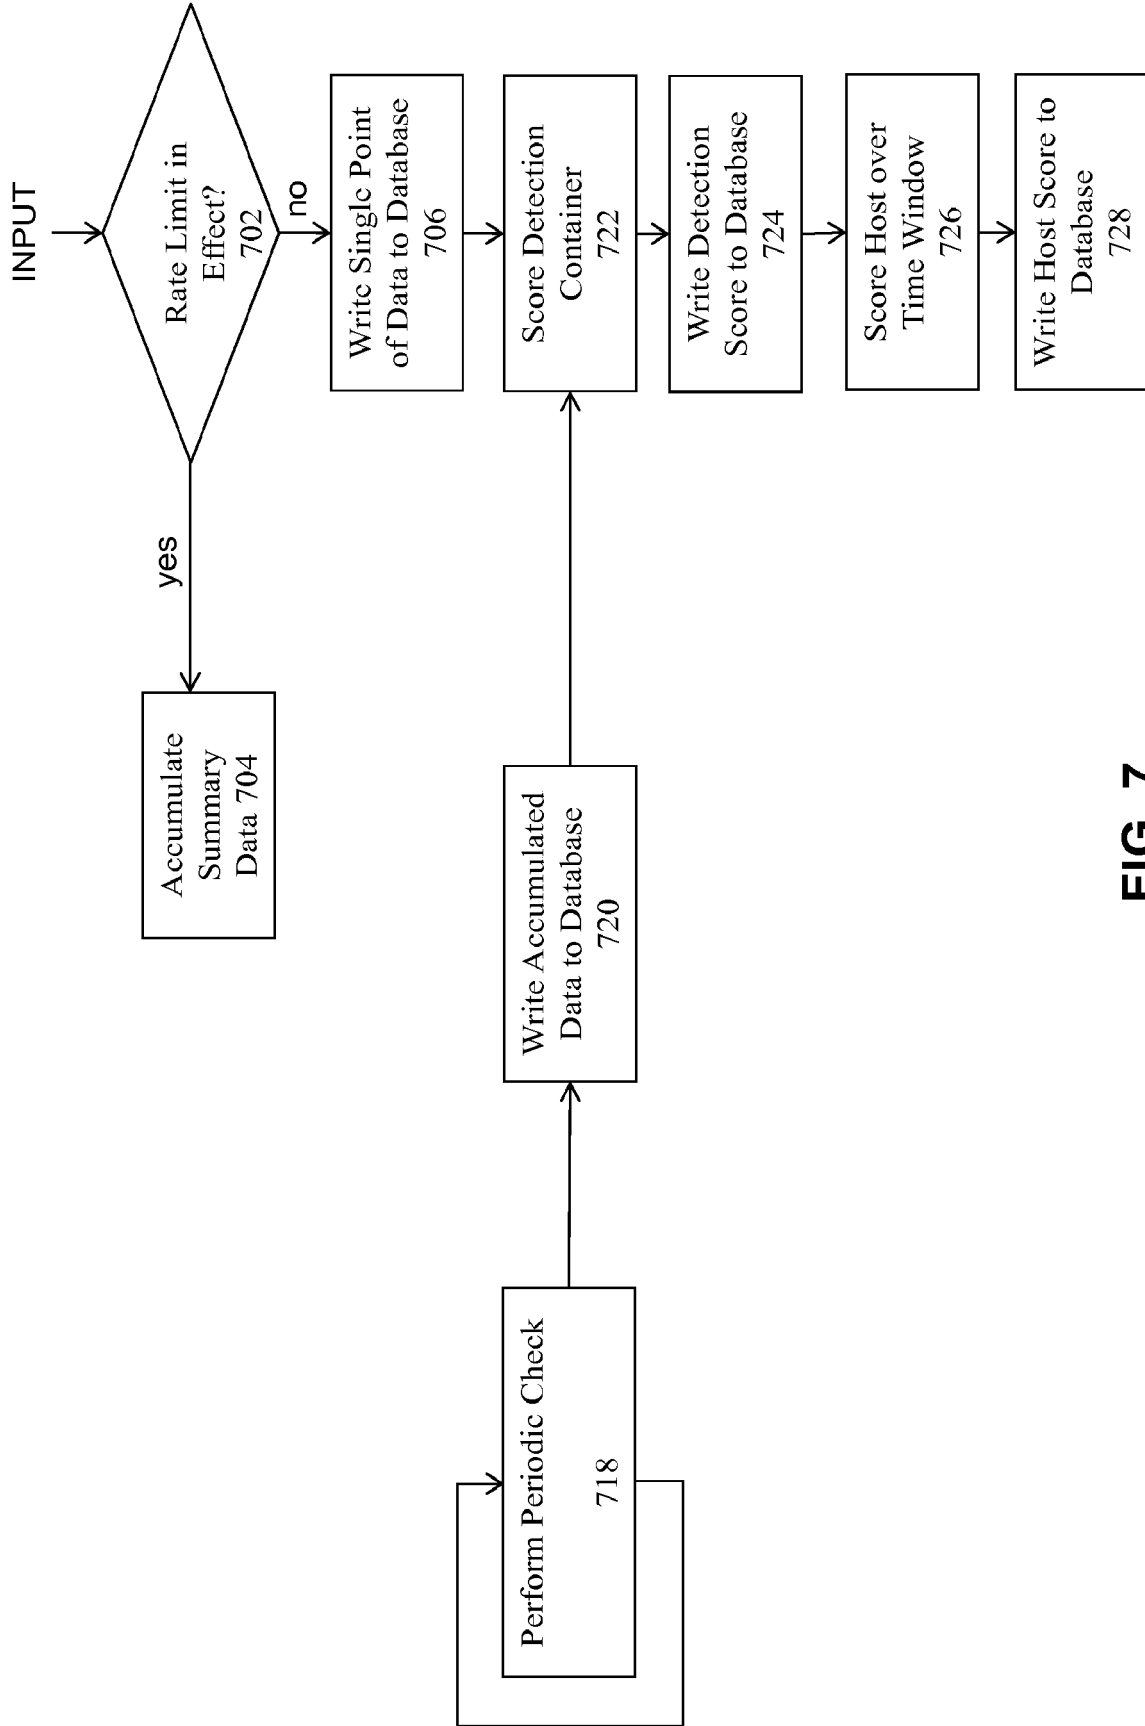 INPUT
Rate Limit in
Effect?
702
yes
no
Accumulate
Summary
Data 704
Write Single Point
of Data to Database
706
Perform Periodic Check
718
Write Accumulated
Data to Database
720
Score Detection
Container
722
Write Detection
Score to Database
724
Score Host over
Time Window
726
Write Host Score to
Database
728
FIG. 7